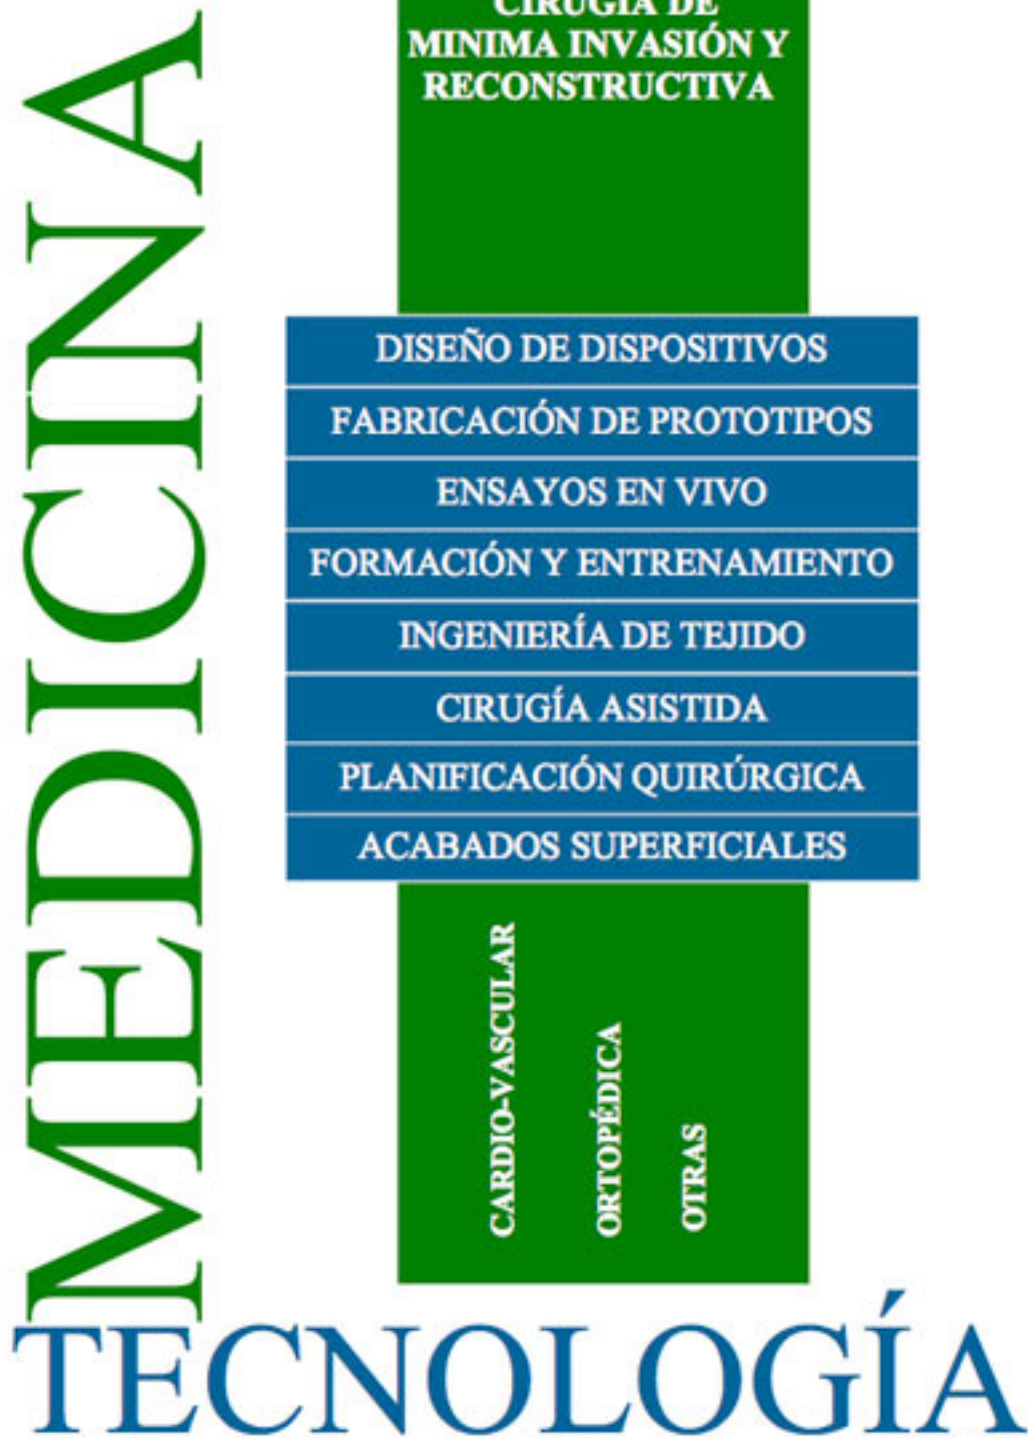 MEDICINA
CIRUGÍA DE
MINIMA INVASIÓN Y
RECONSTRUCTIVA
DISEÑO DE DISPOSITIVOS
FABRICACIÓN DE PROTOTIPOS
ENSAYOS EN VIVO
FORMACIÓN Y ENTRENAMIENTO
INGENIERÍA DE TEJIDO
CIRUGÍA ASISTIDA
PLANIFICACIÓN QUIRÚRGICA
ACABADOS SUPERFICIALES
CARDIO-VASCULAR
ORTOPÉDICA
OTRAS
TECNOLOGÍA